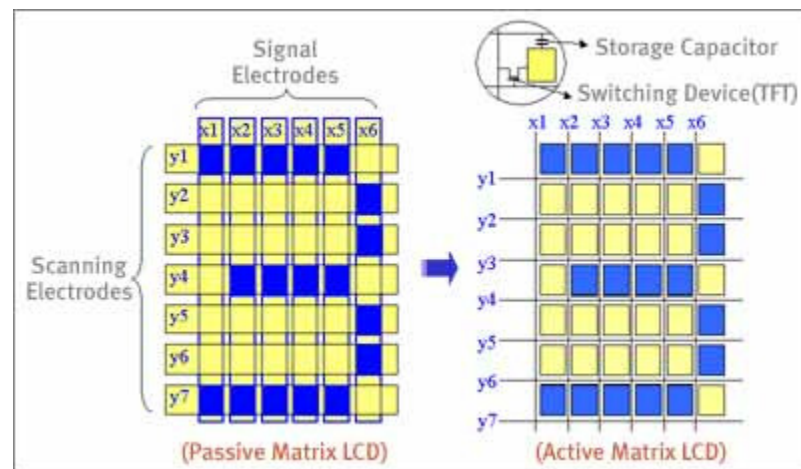 Signal
Electrodes
Storage Capacitor
Switching Device(TFT)
x1 x2 x3 x4 x5 x6
x1 x2 x3 x4 x5 x6
y1
y2
y3
y4
y5
y6
y7
Scanning
Electrodes
y1
y2
y3
y4
y5
y6
y7
(Passive Matrix LCD)
(Active Matrix LCD)